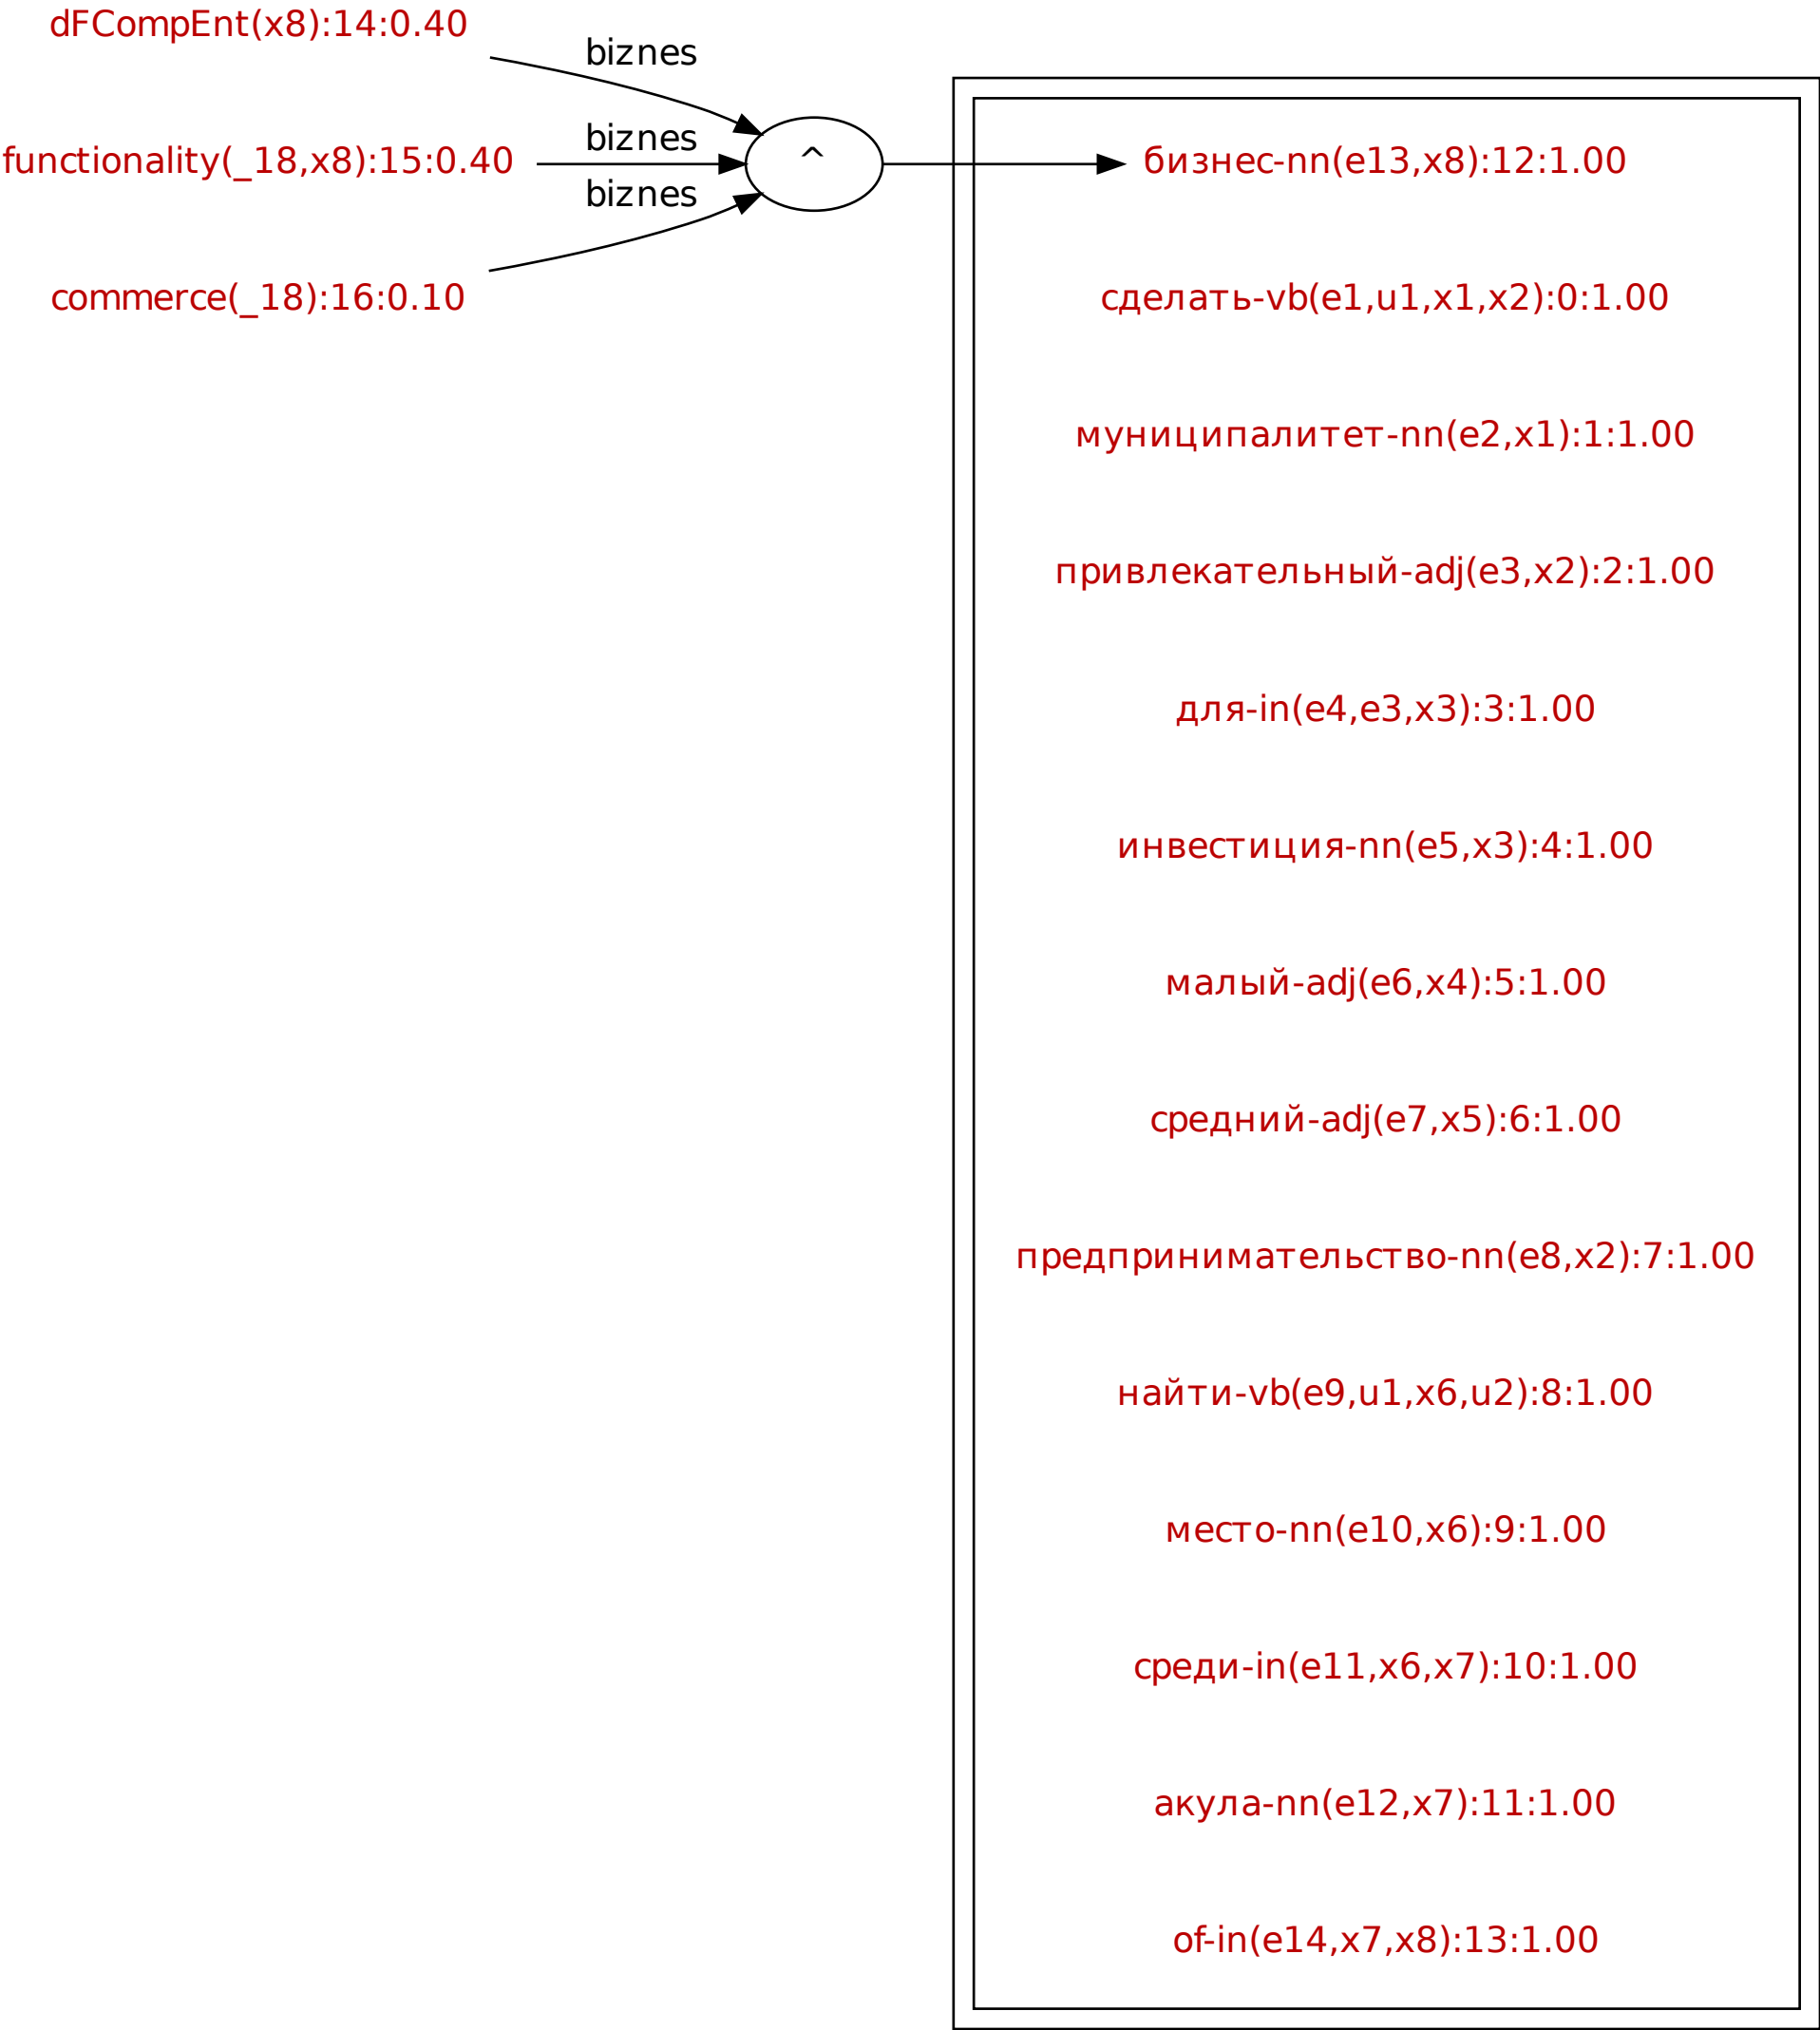 dFCompEnt(x8):14:0.40
biznes
functionality(_18,x8):15:0.40
biznes
^
бизнес-nn(e13,x8):12:1.00
biznes
commerce(_18):16:0.10
сделать-vb(e1,u1,x1,x2):0:1.00
муниципалитет-nn(e2,x1):1:1.00
привлекательный-adj(e3,x2):2:1.00
для-in(e4,e3,x3):3:1.00
инвестиция-nn(e5,x3):4:1.00
малый-adj(e6,x4):5:1.00
средний-adj(e7,x5):6:1.00
предпринимательство-nn(e8,x2):7:1.00
найти-vb(e9,u1,x6,u2):8:1.00
место-nn(e10,x6):9:1.00
среди-in(e11,x6,x7):10:1.00
акула-nn(e12,x7):11:1.00
of-in(e14,x7,x8):13:1.00